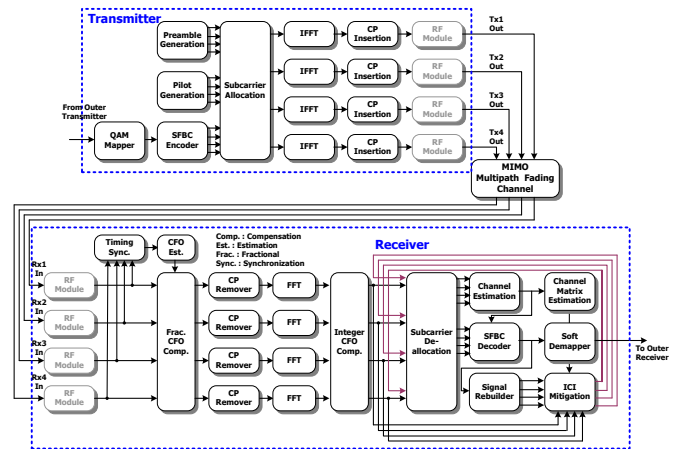 Transmitter
Tx1
Out
Preamble
Generation
IFFT
CP
Insertion
RF
Module
Tx2
Out
Pilot
Generation
Subcarrier
Allocation
IFFT
CP
Insertion
RF
Module
Tx3
Out
From Outer
Transmitter
IFFT
CP
Insertion
RF
Module
Tx4
Out
QAM
Mapper
SFBC
Encoder
IFFT
CP
Insertion
RF
Module
MIMO
Multipath Fading
Channel
Comp. : Compensation
Est. : Estimation
Frac. : Fractional
Sync. : Synchronization
Receiver
Timing
Sync.
CFO
Est.
Rx1
In
RF
Module
CP
Remover
FFT
Channel
Estimation
Channel
Matrix
Estimation
Rx2
In
RF
Module
Frac.
CFO
Comp.
CP
Remover
FFT
Integer
CFO
Comp.
Subcarrier
De-
allocation
SFBC
Decoder
Soft
Demapper
To Outer
Receiver
Rx3
In
RF
Module
CP
Remover
FFT
Rx4
In
RF
Module
CP
Remover
FFT
Signal
Rebuilder
ICI
Mitigation